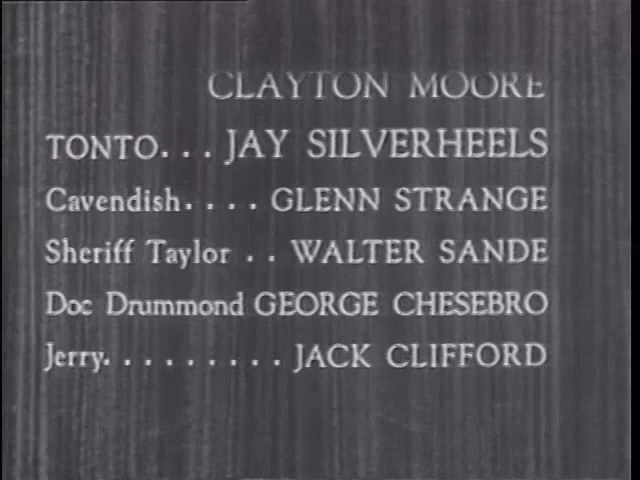 CLAYTON MOORE
TONTO... JAY SILVERHEELS
Cavendish.... GLENN STRANGE
Sheriff Taylor .. WALTER SANDE
Doc Drummond GEORGE CHESEBRO
Jerry......... JACK CLIFFORD